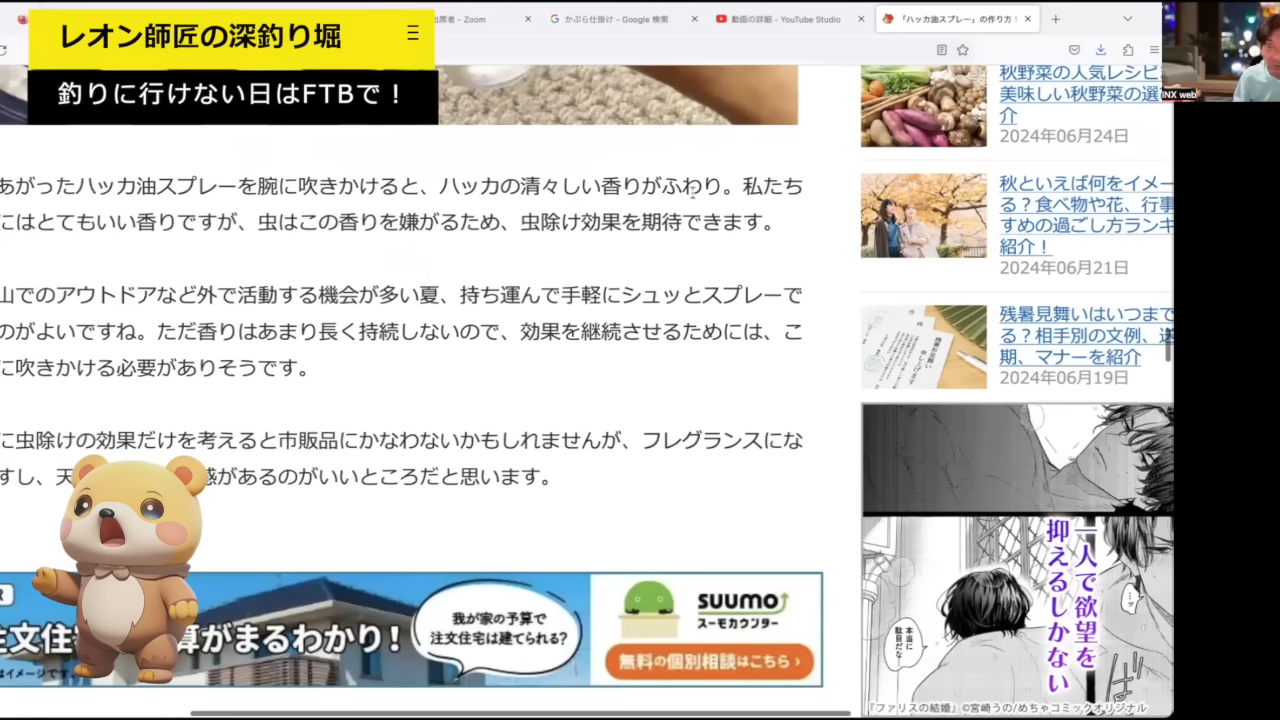 レオン師匠の深釣り堀
釣りに行けない日はFTBで！
出席者 - Zoom
かぶら仕掛け - Google 検索
動画の詳細 - YouTube Studio
「ハッカ油スプレー」の作り方
INX web
あがったハッカ油スプレーを腕に吹きかけると、ハッカの清々しい香りがふわり。私たち
にはとてもいい香りですが、虫はこの香りを嫌がるため、虫除け効果を期待できます。
山でのアウトドアなど外で活動する機会が多い夏、持ち運んで手軽にシュッとスプレーで
のがよいですね。ただ香りはあまり長く持続しないので、効果を継続させるためには、こ
に吹きかける必要がありそうです。
に虫除けの効果だけを考えると市販品にかなわないかもしれませんが、フレグランスにな
すし、天
感があるのがいいところだと思います。
秋野菜の人気レシピ
美味しい秋野菜の選
介
2024年06月24日
秋といえば何をイメー
る？食べ物や花、行事
すめの過ごし方ランキ
紹介！
2024年06月21日
残暑見舞いはいつまで
る？相手別の文例、送
期、マナーを紹介
2024年06月19日
注文住
算がまるわかり！
はイメージです
我が家の予算で
注文住宅は建てられる?
SUUMO
スーモカウンター
無料の個別相談はこちら ›
一人で欲望を
抑えるしかない
本当に
駄目だな…
『ファリスの結婚』©宮崎うの/めちゃコミックオリジナル